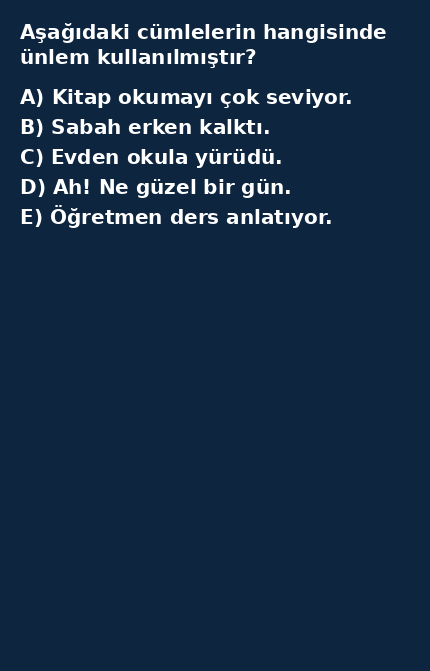 Aşağıdaki cümlelerin hangisinde
ünlem kullanılmıştır?
A) Kitap okumayı çok seviyor.
B) Sabah erken kalktı.
C) Evden okula yürüdü.
D) Ah! Ne güzel bir gün.
E) Öğretmen ders anlatıyor.